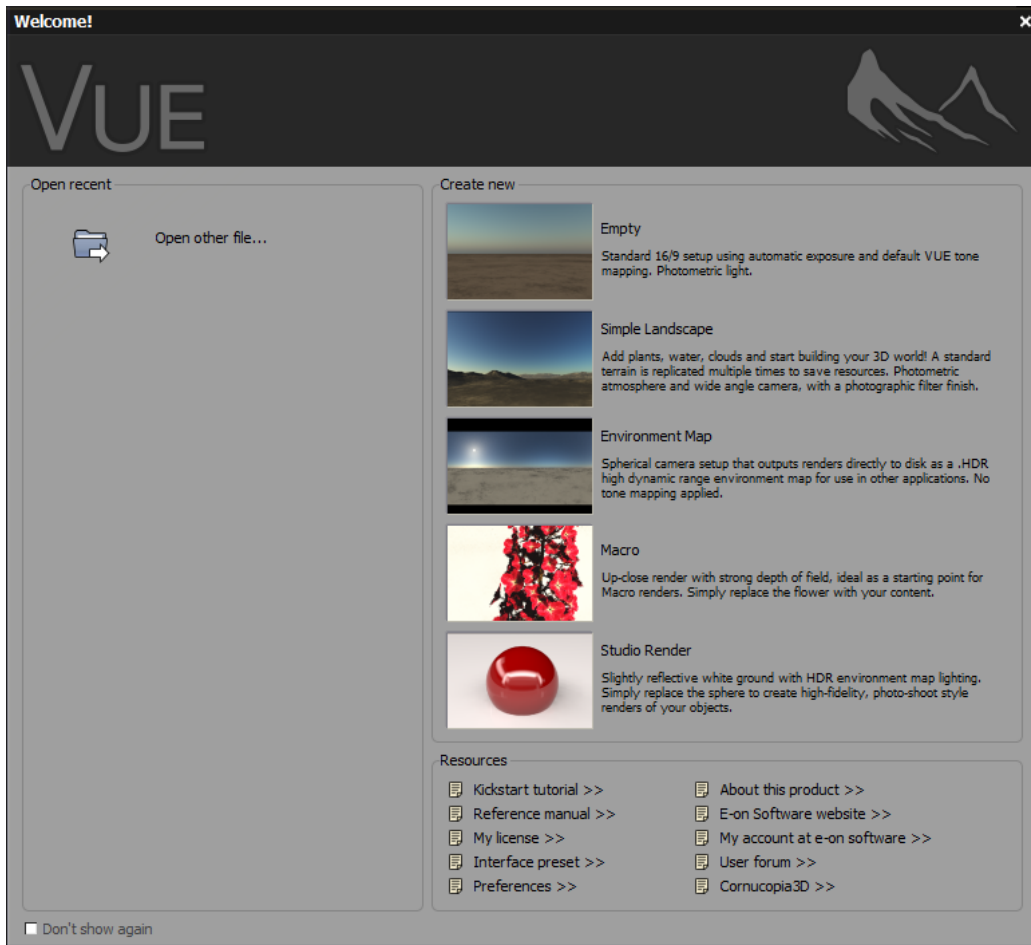 Welcome!
VUE
Open recent
Open other file...
Create new
Empty
Standard 16/9 setup using automatic exposure and default VUE tone
mapping. Photometric light.
Simple Landscape
Add plants, water, clouds and start building your 3D world! A standard
terrain is replicated multiple times to save resources. Photometric
atmosphere and wide angle camera, with a photographic filter finish.
Environment Map
Spherical camera setup that outputs renders directly to disk as a .HDR
high dynamic range environment map for use in other applications. No
tone mapping applied.
Macro
Up-close render with strong depth of field, ideal as a starting point for
Macro renders. Simply replace the flower with your content.
Studio Render
Slightly reflective white ground with HDR environment map lighting.
Simply replace the sphere to create high-fidelity, photo-shoot style
renders of your objects.
Resources
Kickstart tutorial >>
Reference manual >>
My license >>
Interface preset >>
Preferences >>
About this product >>
E-on Software website >>
My account at e-on software >>
User forum >>
Cornucopia3D >>
Don't show again